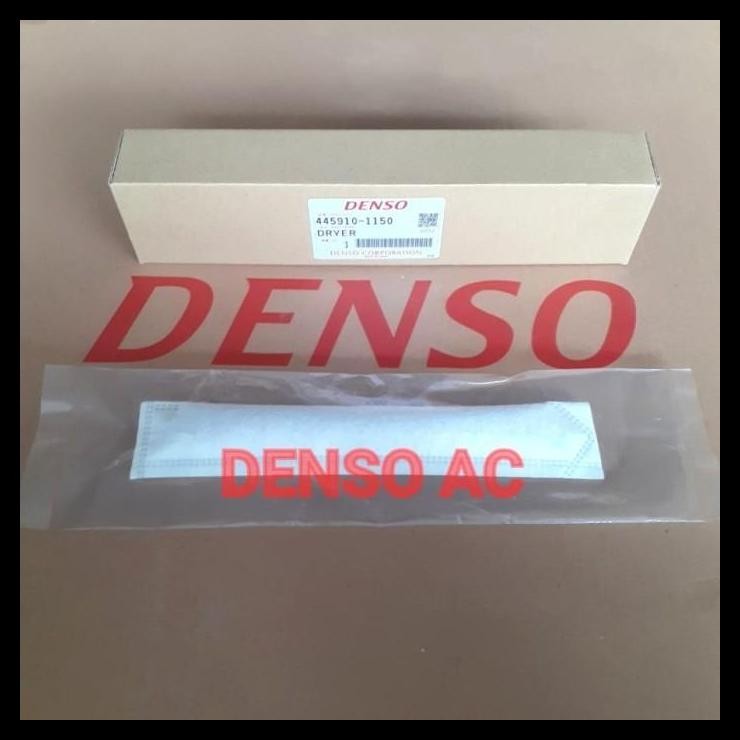 DENSO
445910-1150
DRYER
1
DENSO CORPORATION
DENSO
DENSO AC